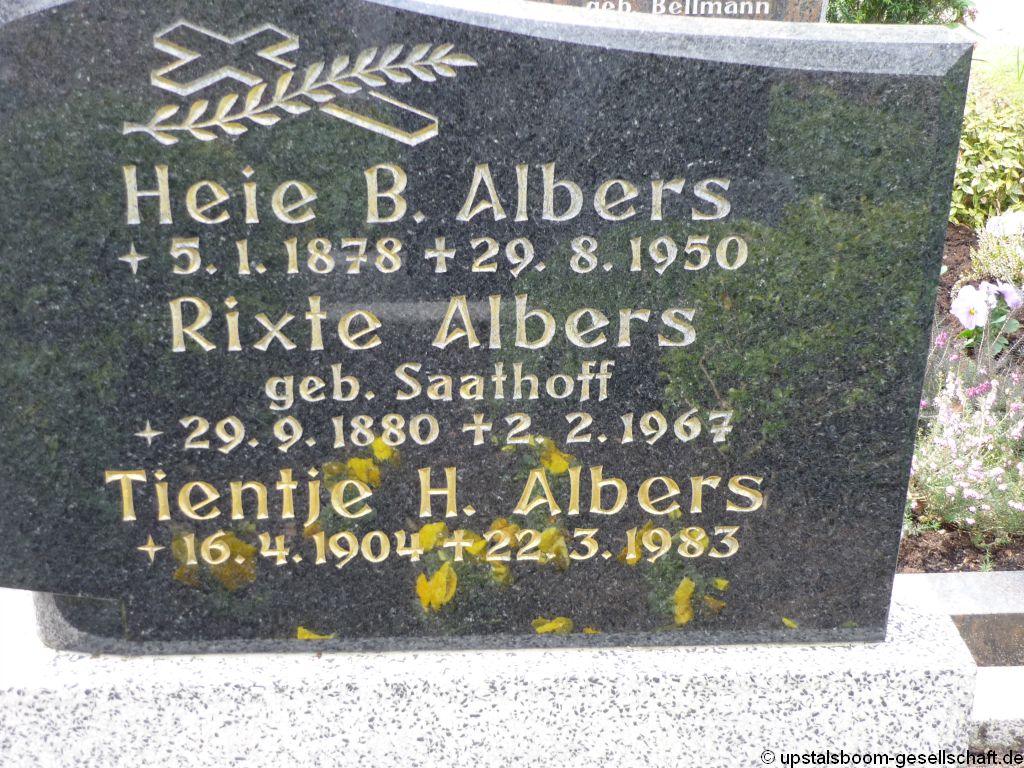 geb. Bellmann
Heie B. Albers
5. 1. 1878 ✝ 29. 8. 1950
Rixte Albers
geb. Saathoff
29. 9. 1880 ✝ 2. 2. 1967
Tientje H. Albers
16. 4. 1904 ✝ 22. 3. 1983
© upstalsboom-gesellschaft.de